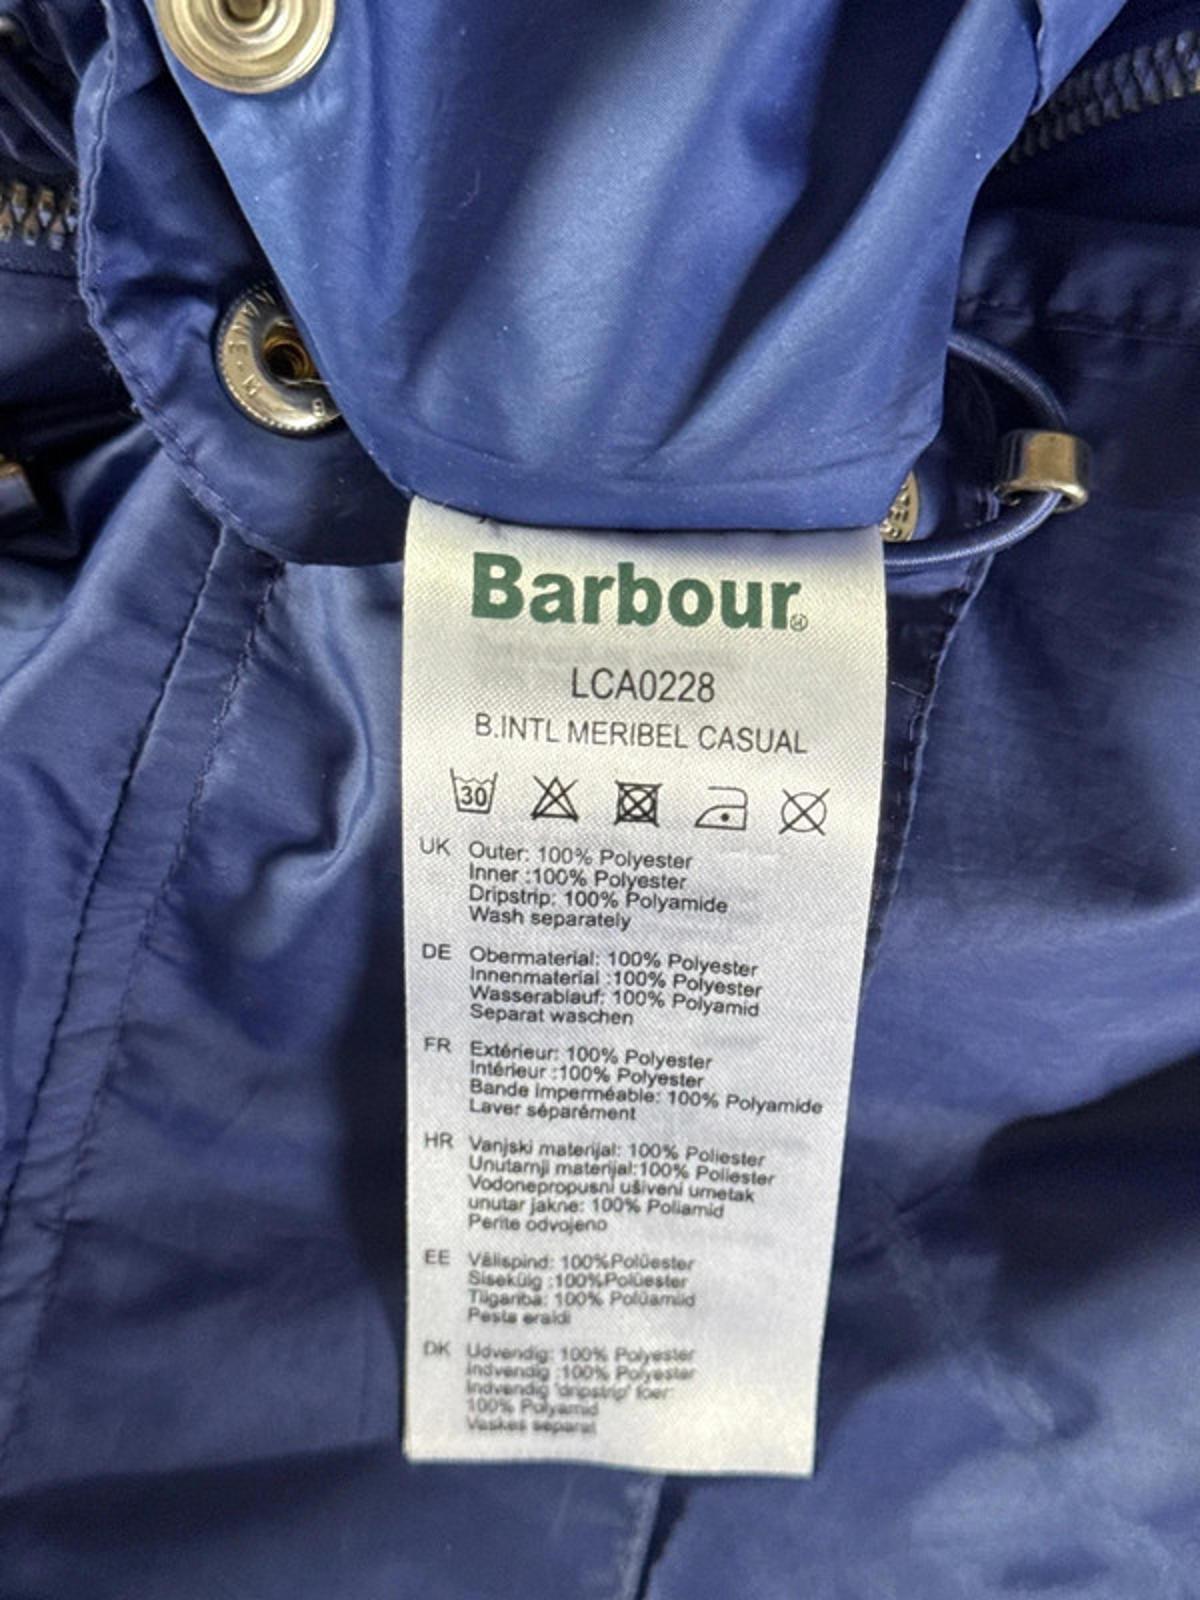 Barbour
LCA0228
B.INTL MERIBEL CASUAL
30
UK Outer: 100% Polyester
Inner :100% Polyester
Dripstrip: 100% Polyamide
Wash separately
DE Obermaterial: 100% Polyester
Innenmaterial :100% Polyester
Wasserablauf: 100% Polyamid
Separat waschen
FR Extérieur: 100% Polyester
Intérieur :100% Polyester
Bande imperméable: 100% Polyamide
Laver séparément
HR Vanjski materijal: 100% Poliester
Unutarnji materijal:100% Poliester
Vodonepropusni ušiveni umetak
unutar jakne: 100% Poliamid
Perite odvojeno
EE Välispind: 100%Polüester
Sisekülg :100%Polüester
Tilgariba: 100% Polüamiid
Pesta eraldi
DK Udvendig: 100% Polyester
Indvendig :100% Polyester
Indvendig 'dripstrip' foer:
100% Polyamid
Vaskes separat